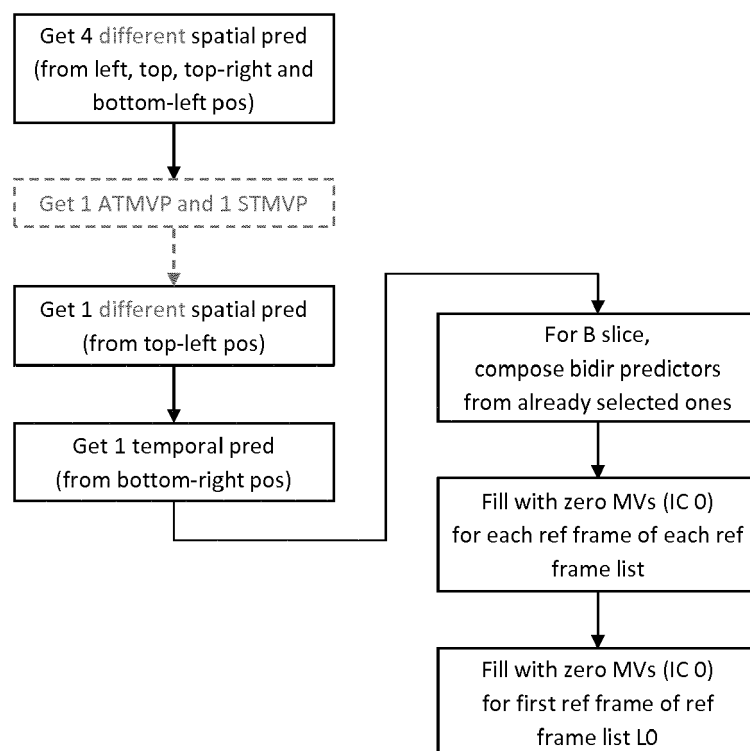 Get 4 different spatial pred
(from left, top, top-right and
bottom-left pos)
Get 1 ATMVP and 1 STMVP
Get 1 different spatial pred
(from top-left pos)
Get 1 temporal pred
(from bottom-right pos)
For B slice,
compose bidir predictors
from already selected ones
Fill with zero MVs (IC 0)
for each ref frame of each ref
frame list
Fill with zero MVs (IC 0)
for first ref frame of ref
frame list L0